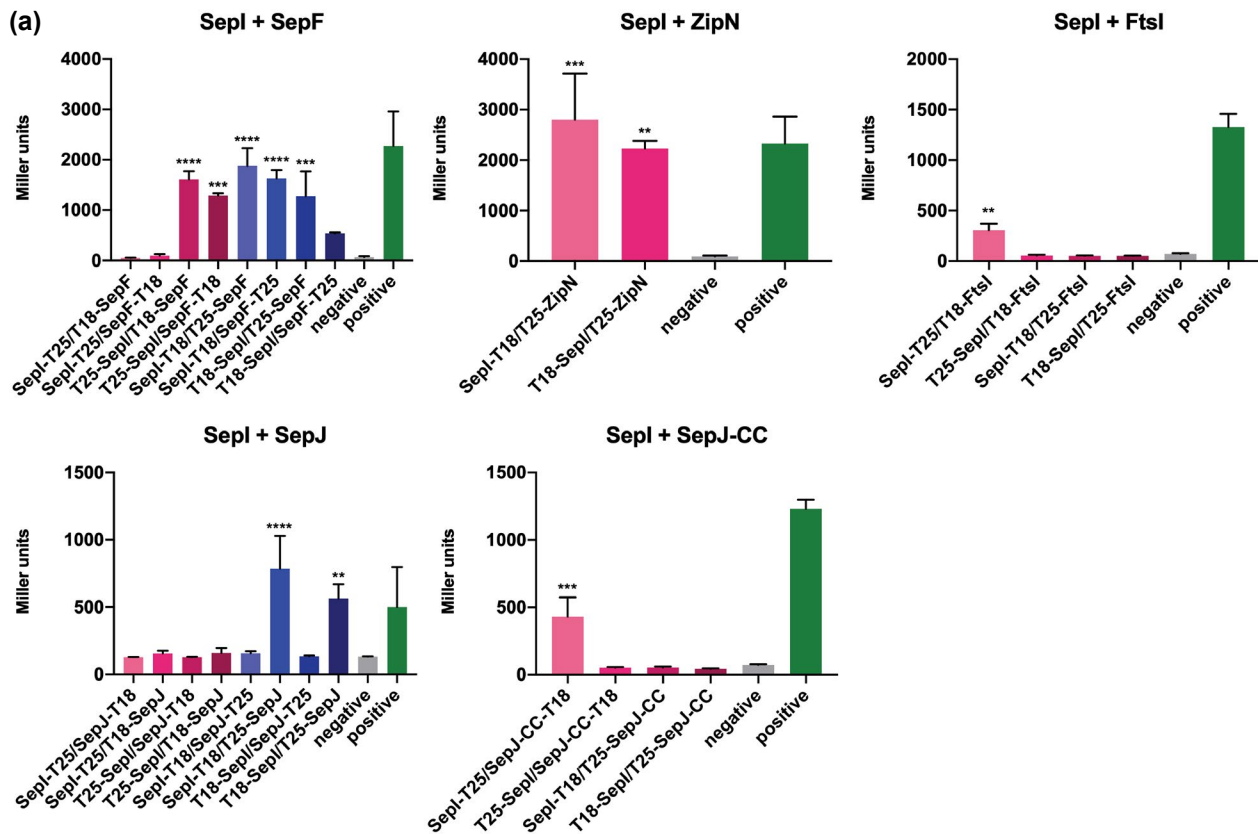 (a)
SepI + SepF
4000
3000
2000
1000
0
Miller units
****
***
****
****
***
SepI-T25/T18-SepF
SepI-T25/SepF-T18
T25-SepI/T18-SepF
T25-SepI/SepF-T18
SepI-T18/T25-SepF
SepI-T18/SepF-T25
T18-SepI/T25-SepF
T18-SepI/SepF-T25
negative
positive
SepI + ZipN
4000
3000
2000
1000
0
Miller units
***
**
SepI-T18/T25-ZipN
T18-SepI/T25-ZipN
negative
positive
SepI + FtsI
2000
1500
1000
500
0
Miller units
**
SepI-T25/T18-FtsI
T25-SepI/T18-FtsI
SepI-T18/T25-FtsI
T18-SepI/T25-FtsI
negative
positive
SepI + SepJ
1500
1000
500
0
Miller units
****
**
SepI-T25/SepJ-T18
SepI-T25/T18-SepJ
T25-SepI/SepJ-T18
T25-SepI/T18-SepJ
SepI-T18/SepJ-T25
SepI-T18/T25-SepJ
T18-SepI/SepJ-T25
T18-SepI/T25-SepJ
negative
positive
SepI + SepJ-CC
1500
1000
500
0
Miller units
***
SepI-T25/SepJ-CC-T18
T25-SepI/SepJ-CC-T18
SepI-T18/T25-SepJ-CC
T18-SepI/T25-SepJ-CC
negative
positive